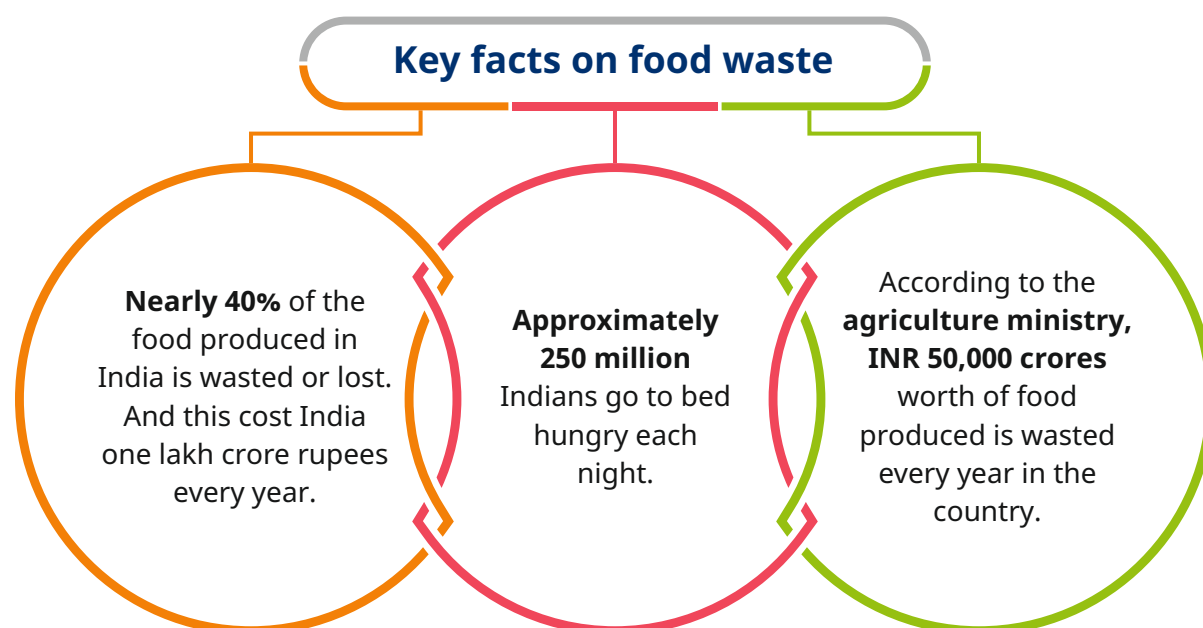 Key facts on food waste
Nearly 40% of the
food produced in
India is wasted or lost.
And this cost India
one lakh crore rupees
every year.
Approximately
250 million
Indians go to bed
hungry each
night.
According to the
agriculture ministry,
INR 50,000 crores
worth of food
produced is wasted
every year in the
country.